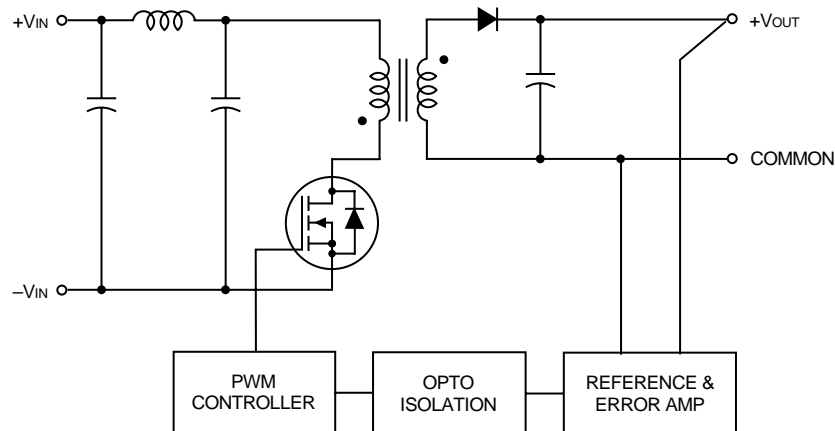 +VIN
+VOUT
COMMON
–VIN
PWM
CONTROLLER
OPTO
ISOLATION
REFERENCE &
ERROR AMP